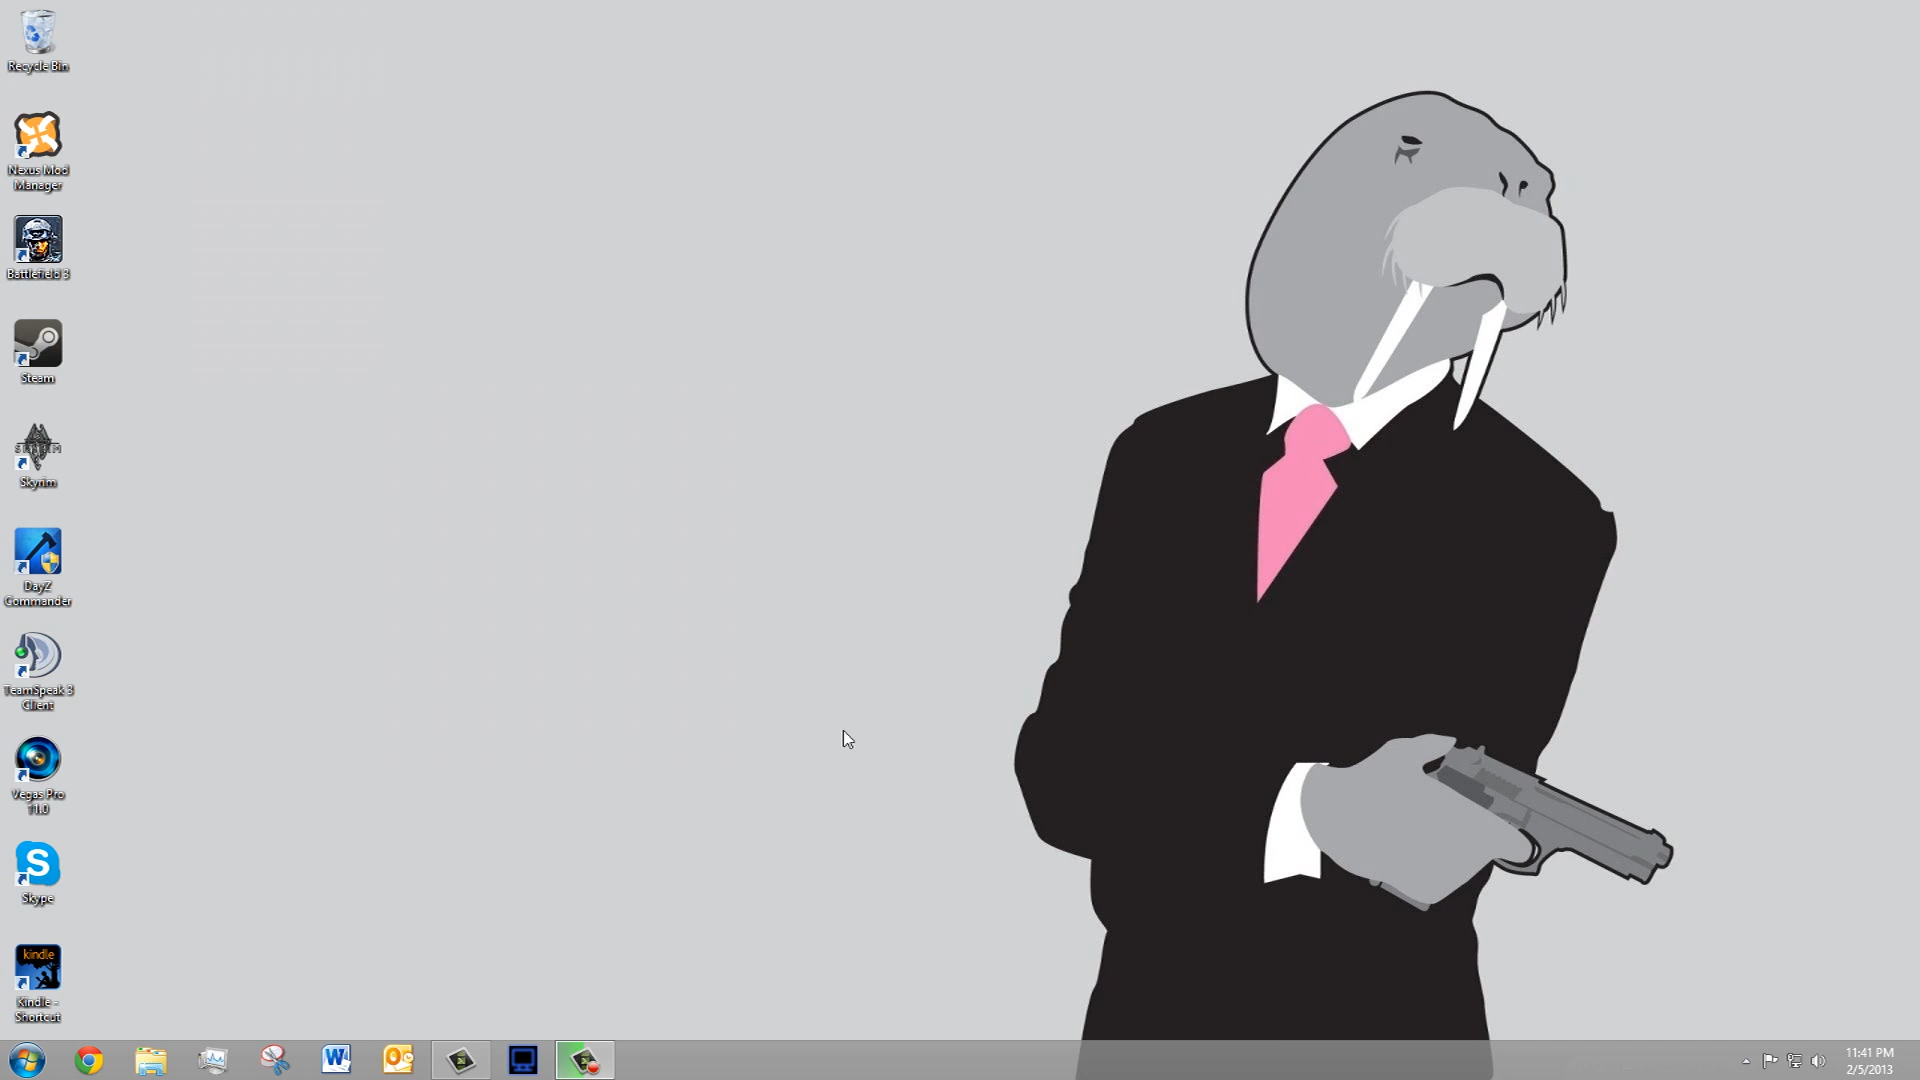 Recycle Bin
Nexus Mod
Manager
Battlefield 3
Steam
SKYRIM
Skyrim
DayZ
Commander
TeamSpeak 3
Client
Vegas Pro
11.0
S
Skype
kindle
Kindle -
Shortcut
W
O
11:41 PM
2/5/2013